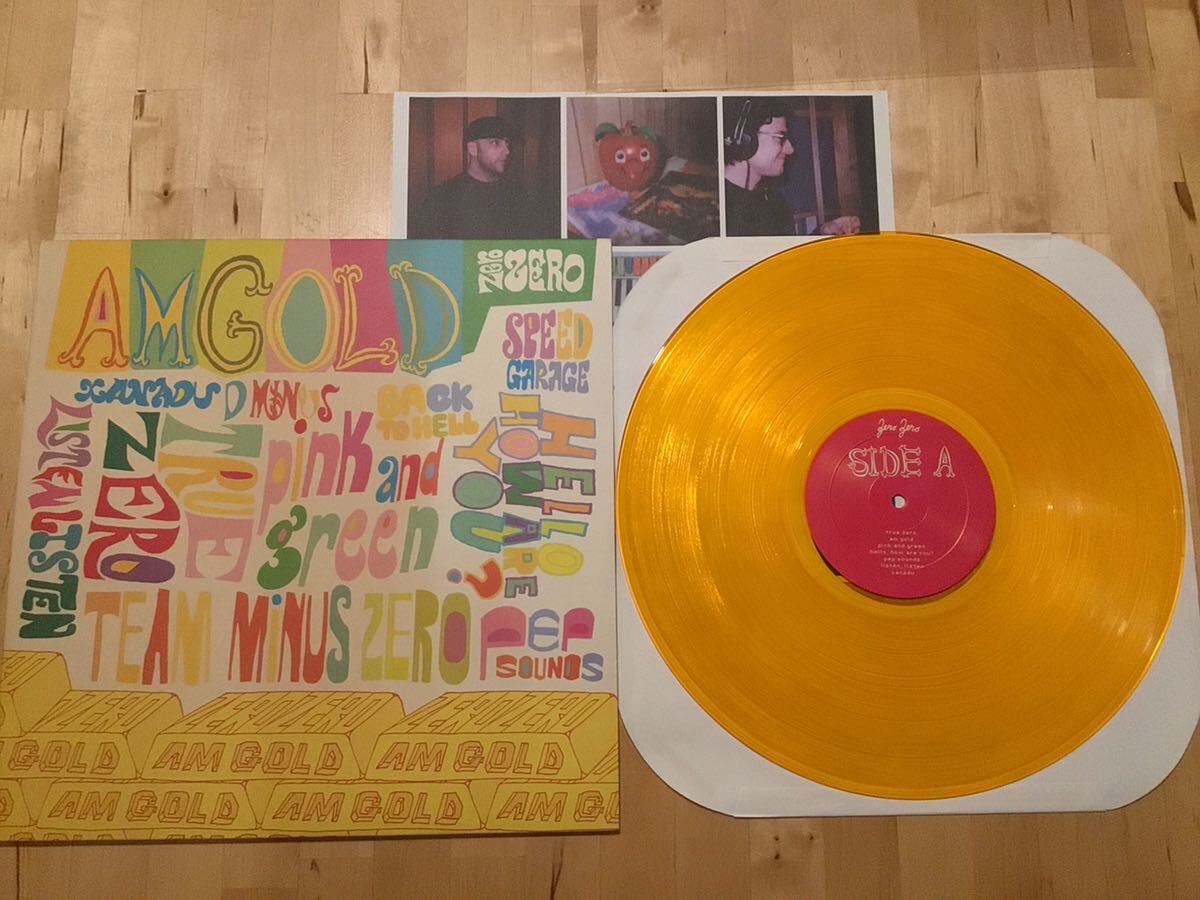 AM GOLD
zero ZERO
SPEED
GARAGE
XANADU
D MINUS
BACK
TO HELL
LISTEN LISTEN
TRUE
ZERO
pink
and
green
HELLO
HOW ARE
YOU?
TEAM MINUS ZERO
PEP
SOUNDS
ZERO
ZEROZERO
ZEROZERO
GOLD
AM GOLD
AM GOLD
AM GOLD
AM GOLD
AM GOLD
Zero Zero
SIDE A
true zero
am gold
pink and green
hello, how are you?
pep sounds
listen, listen
xanadu